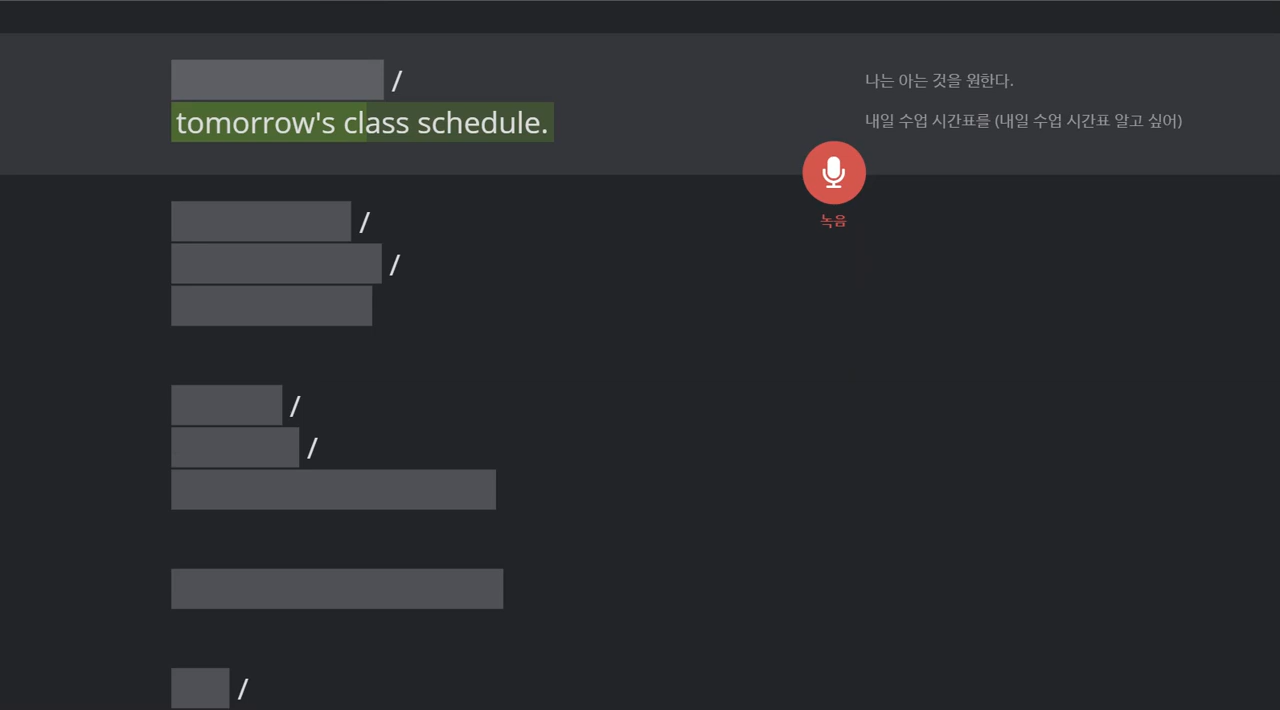 /
나는 아는 것을 원한다.
tomorrow's class schedule.
내일 수업 시간표를 (내일 수업 시간표 알고 싶어)
녹음
/
/
/
/
/